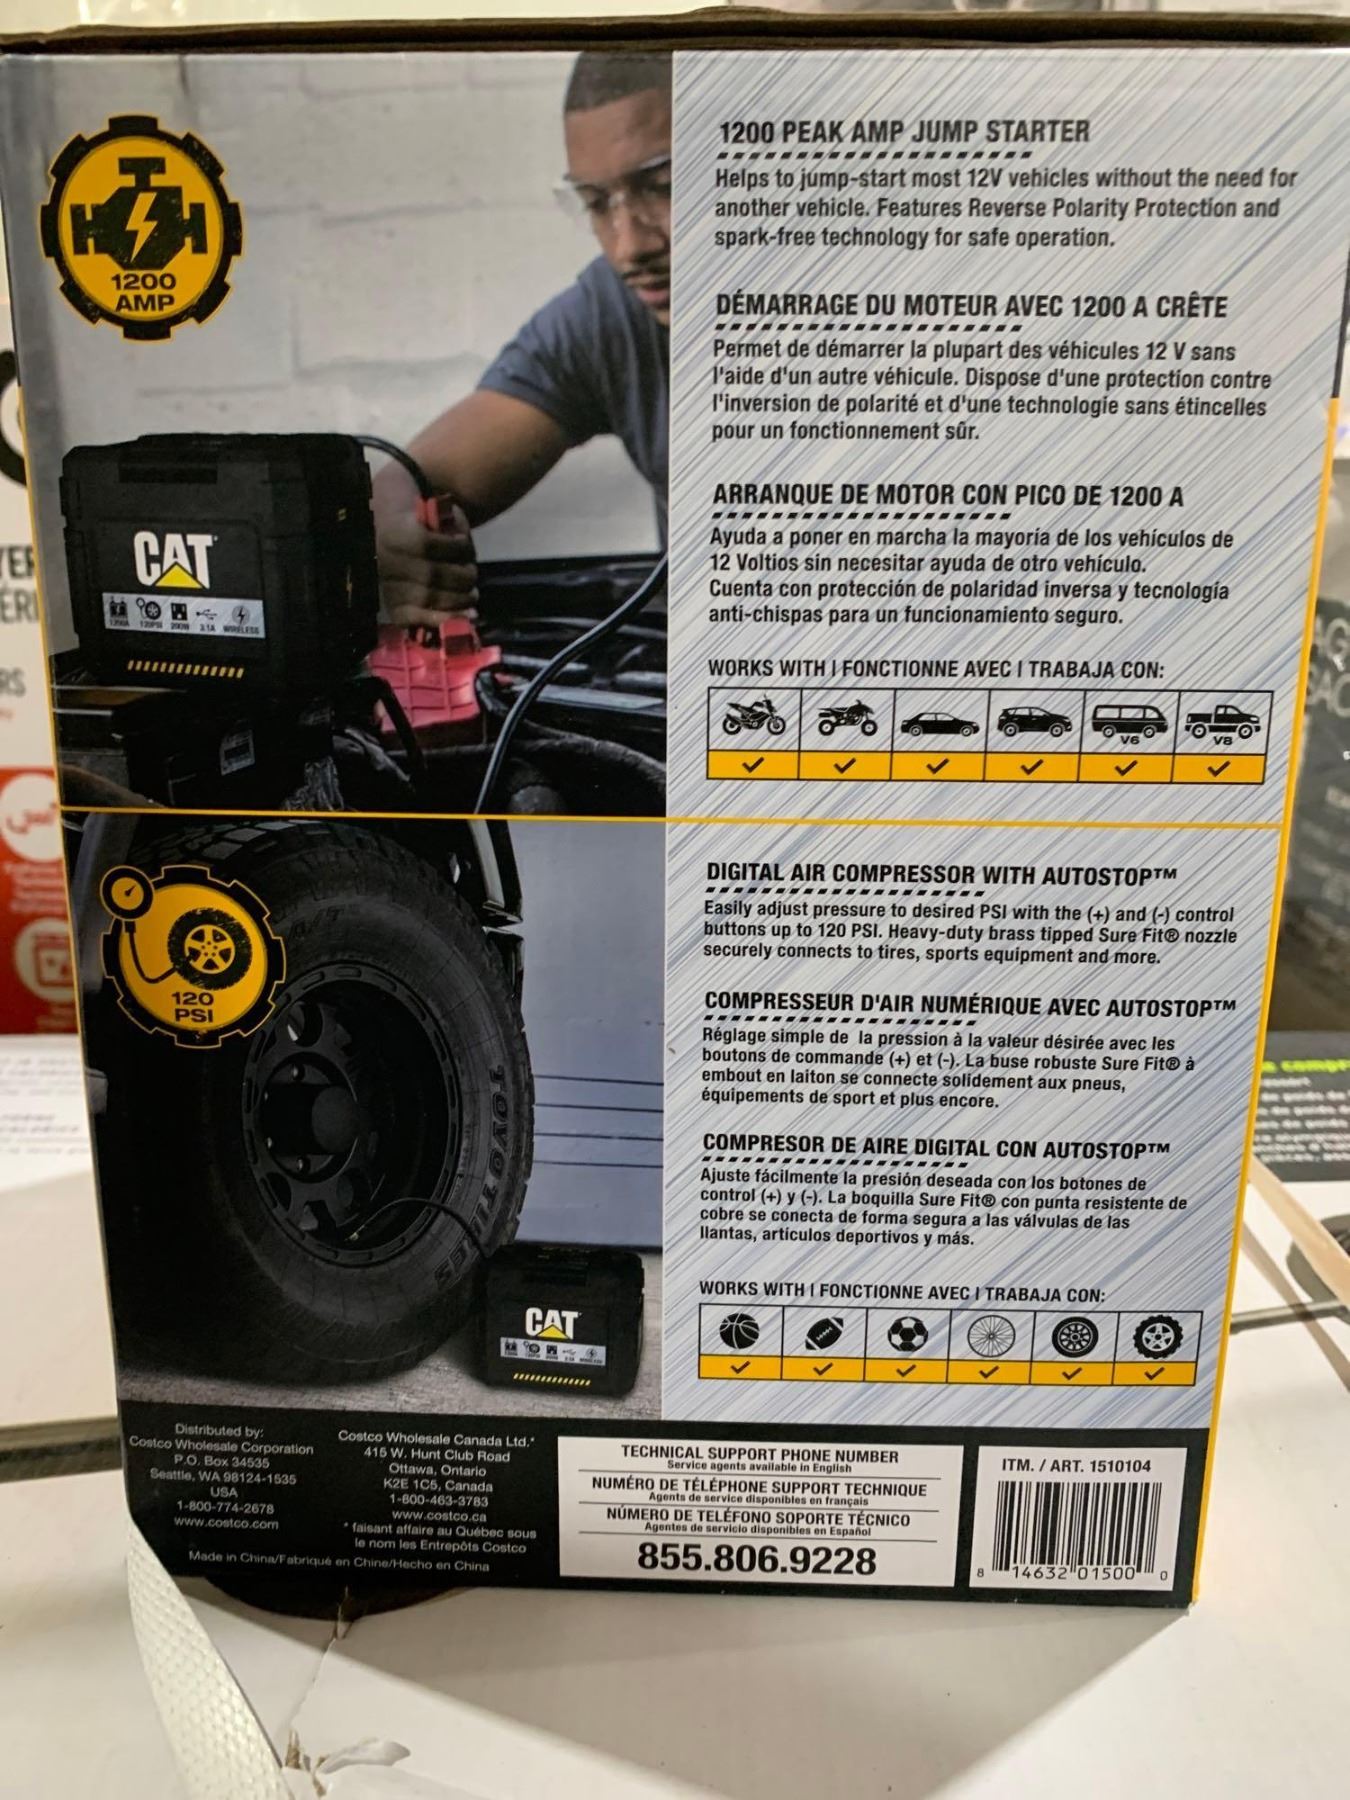 1200
AMP
CAT
1200A 120PSI 200W 3.1A WIRELESS
1200 PEAK AMP JUMP STARTER
Helps to jump-start most 12V vehicles without the need for
another vehicle. Features Reverse Polarity Protection and
spark-free technology for safe operation.
DÉMARRAGE DU MOTEUR AVEC 1200 A CRÊTE
Permet de démarrer la plupart des véhicules 12 V sans
l'aide d'un autre véhicule. Dispose d'une protection contre
l'inversion de polarité et d'une technologie sans étincelles
pour un fonctionnement sûr.
ARRANQUE DE MOTOR CON PICO DE 1200 A
Ayuda a poner en marcha la mayoría de los vehículos de
12 Voltios sin necesitar ayuda de otro vehículo.
Cuenta con protección de polaridad inversa y tecnología
anti-chispas para un funcionamiento seguro.
WORKS WITH I FONCTIONNE AVEC I TRABAJA CON:
V6 V8
120
PSI
TOYO TIRES
A/T
CAT
DIGITAL AIR COMPRESSOR WITH AUTOSTOP™
Easily adjust pressure to desired PSI with the (+) and (-) control
buttons up to 120 PSI. Heavy-duty brass tipped Sure Fit® nozzle
securely connects to tires, sports equipment and more.
COMPRESSEUR D'AIR NUMÉRIQUE AVEC AUTOSTOP™
Réglage simple de la pression à la valeur désirée avec les
boutons de commande (+) et (-). La buse robuste Sure Fit® à
embout en laiton se connecte solidement aux pneus,
équipements de sport et plus encore.
COMPRESOR DE AIRE DIGITAL CON AUTOSTOP™
Ajuste fácilmente la presión deseada con los botones de
control (+) y (-). La boquilla Sure Fit® con punta resistente de
cobre se conecta de forma segura a las válvulas de las
llantas, artículos deportivos y más.
WORKS WITH I FONCTIONNE AVEC I TRABAJA CON:
Distributed by:
Costco Wholesale Corporation
P.O. Box 34535
Seattle, WA 98124-1535
USA
1-800-774-2678
www.costco.com
Costco Wholesale Canada Ltd.*
415 W. Hunt Club Road
Ottawa, Ontario
K2E 1C5, Canada
1-800-463-3783
www.costco.ca
* faisant affaire au Québec sous
le nom les Entrepôts Costco
Made in China/Fabriqué en Chine/Hecho en China
TECHNICAL SUPPORT PHONE NUMBER
Service agents available in English
NUMÉRO DE TÉLÉPHONE SUPPORT TECHNIQUE
Agents de service disponibles en français
NÚMERO DE TELÉFONO SOPORTE TÉCNICO
Agentes de servicio disponibles en Español
855.806.9228
ITM. / ART. 1510104
8 14632 01500 0